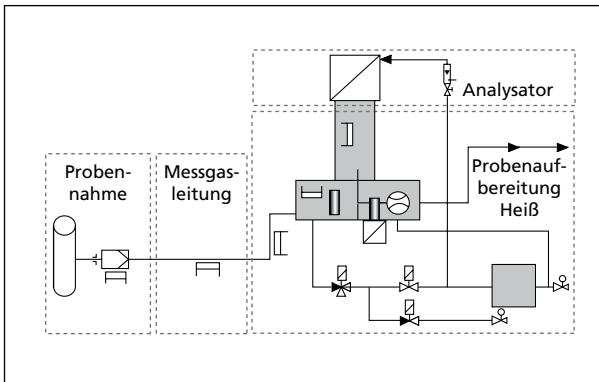 Analysator
Proben-
nahme
Messgas-
leitung
Probenauf-
bereitung
Heiß